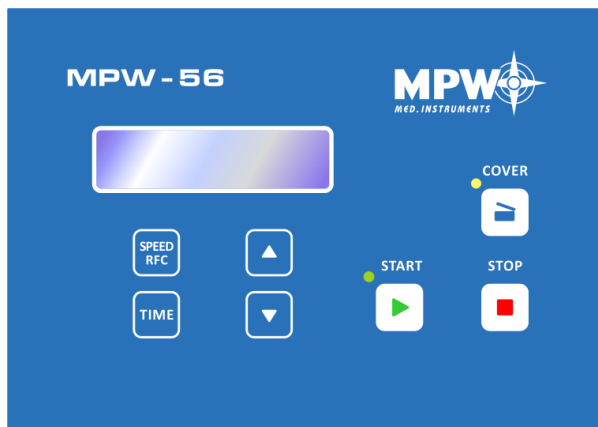 MPW - 56
MPW
MED. INSTRUMENTS
COVER
SPEED
RFC
START
STOP
TIME